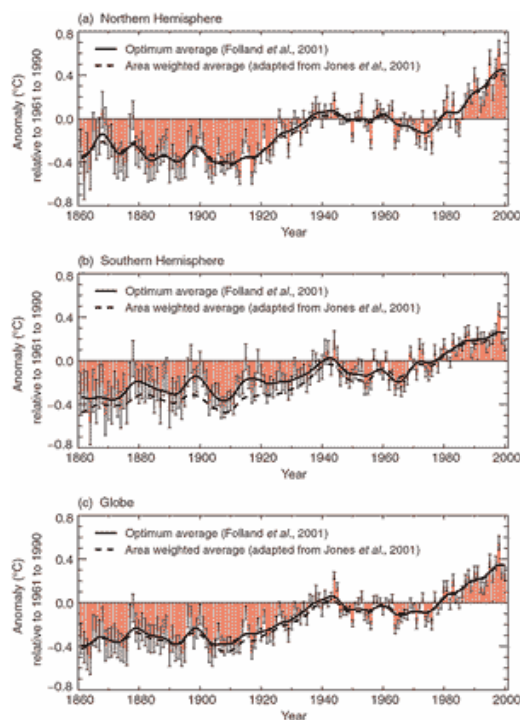 (a) Northern Hemisphere
0.8
Optimum average (Folland et al., 2001)
Area weighted average (adapted from Jones et al., 2001)
0.4
0.0
−0.4
−0.8
Anomaly (°C)
relative to 1961 to 1990
1860 1880 1900 1920 1940 1960 1980 2000
Year
(b) Southern Hemisphere
0.8
Optimum average (Folland et al., 2001)
Area weighted average (adapted from Jones et al., 2001)
0.4
0.0
−0.4
−0.8
Anomaly (°C)
relative to 1961 to 1990
1860 1880 1900 1920 1940 1960 1980 2000
Year
(c) Globe
0.8
Optimum average (Folland et al., 2001)
Area weighted average (adapted from Jones et al., 2001)
0.4
0.0
−0.4
−0.8
Anomaly (°C)
relative to 1961 to 1990
1860 1880 1900 1920 1940 1960 1980 2000
Year